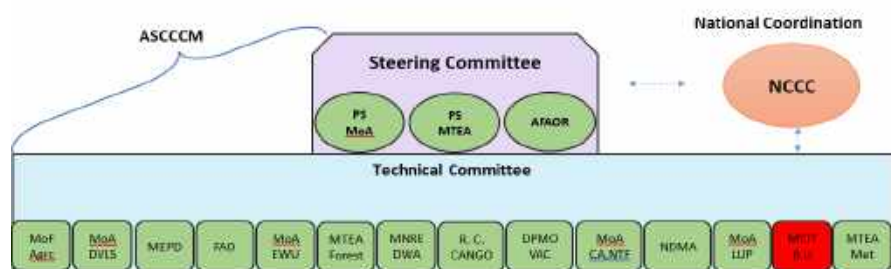 National Coordination
ASCCCM
Steering Committee
NCCC
PS
MoA
PS
MTEA
AFAOR
Technical Committee
MoF
Agrc.
MoA
DVLS
MEPD
FAO
MoA
EWU
MTEA
Forest
MNRE
DWA
R. C.
CANGO
DPMO
VAC
MoA
CA.NTF
NDMA
MoA
LUP
MTEA
Met